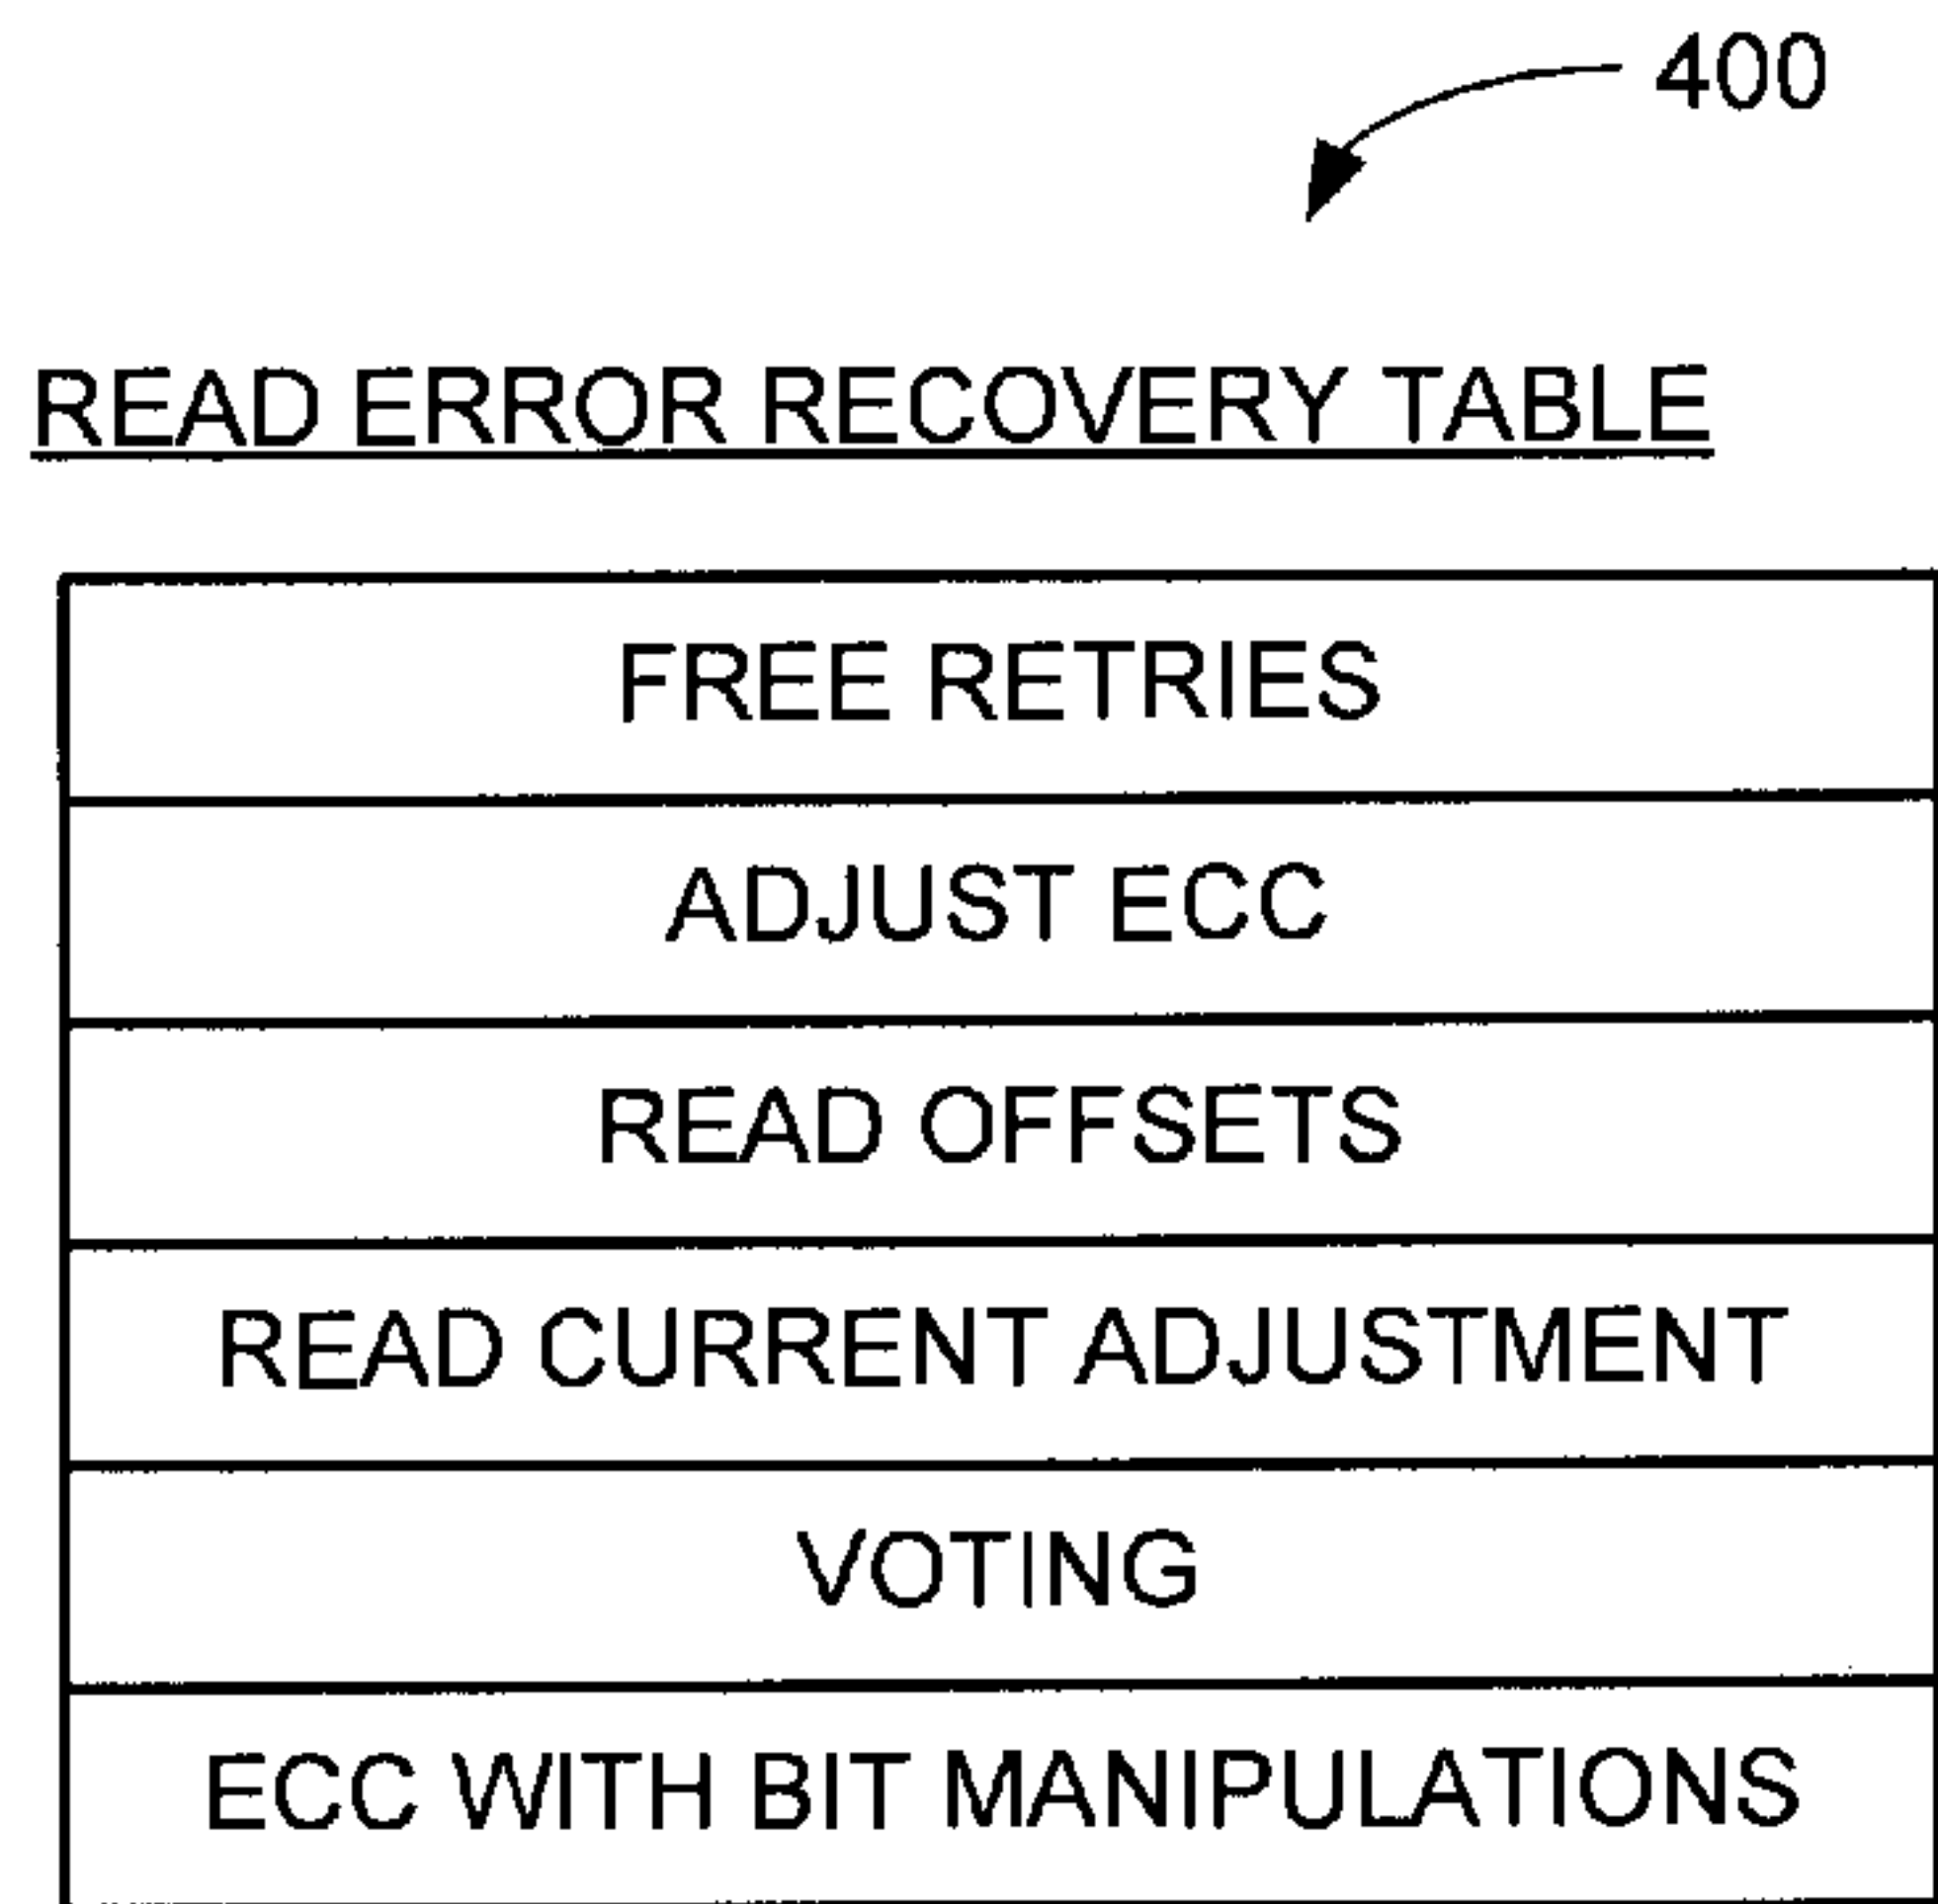 400
READ ERROR RECOVERY TABLE
FREE RETRIES
ADJUST ECC
READ OFFSETS
READ CURRENT ADJUSTMENT
VOTING
ECC WITH BIT MANIPULATIONS